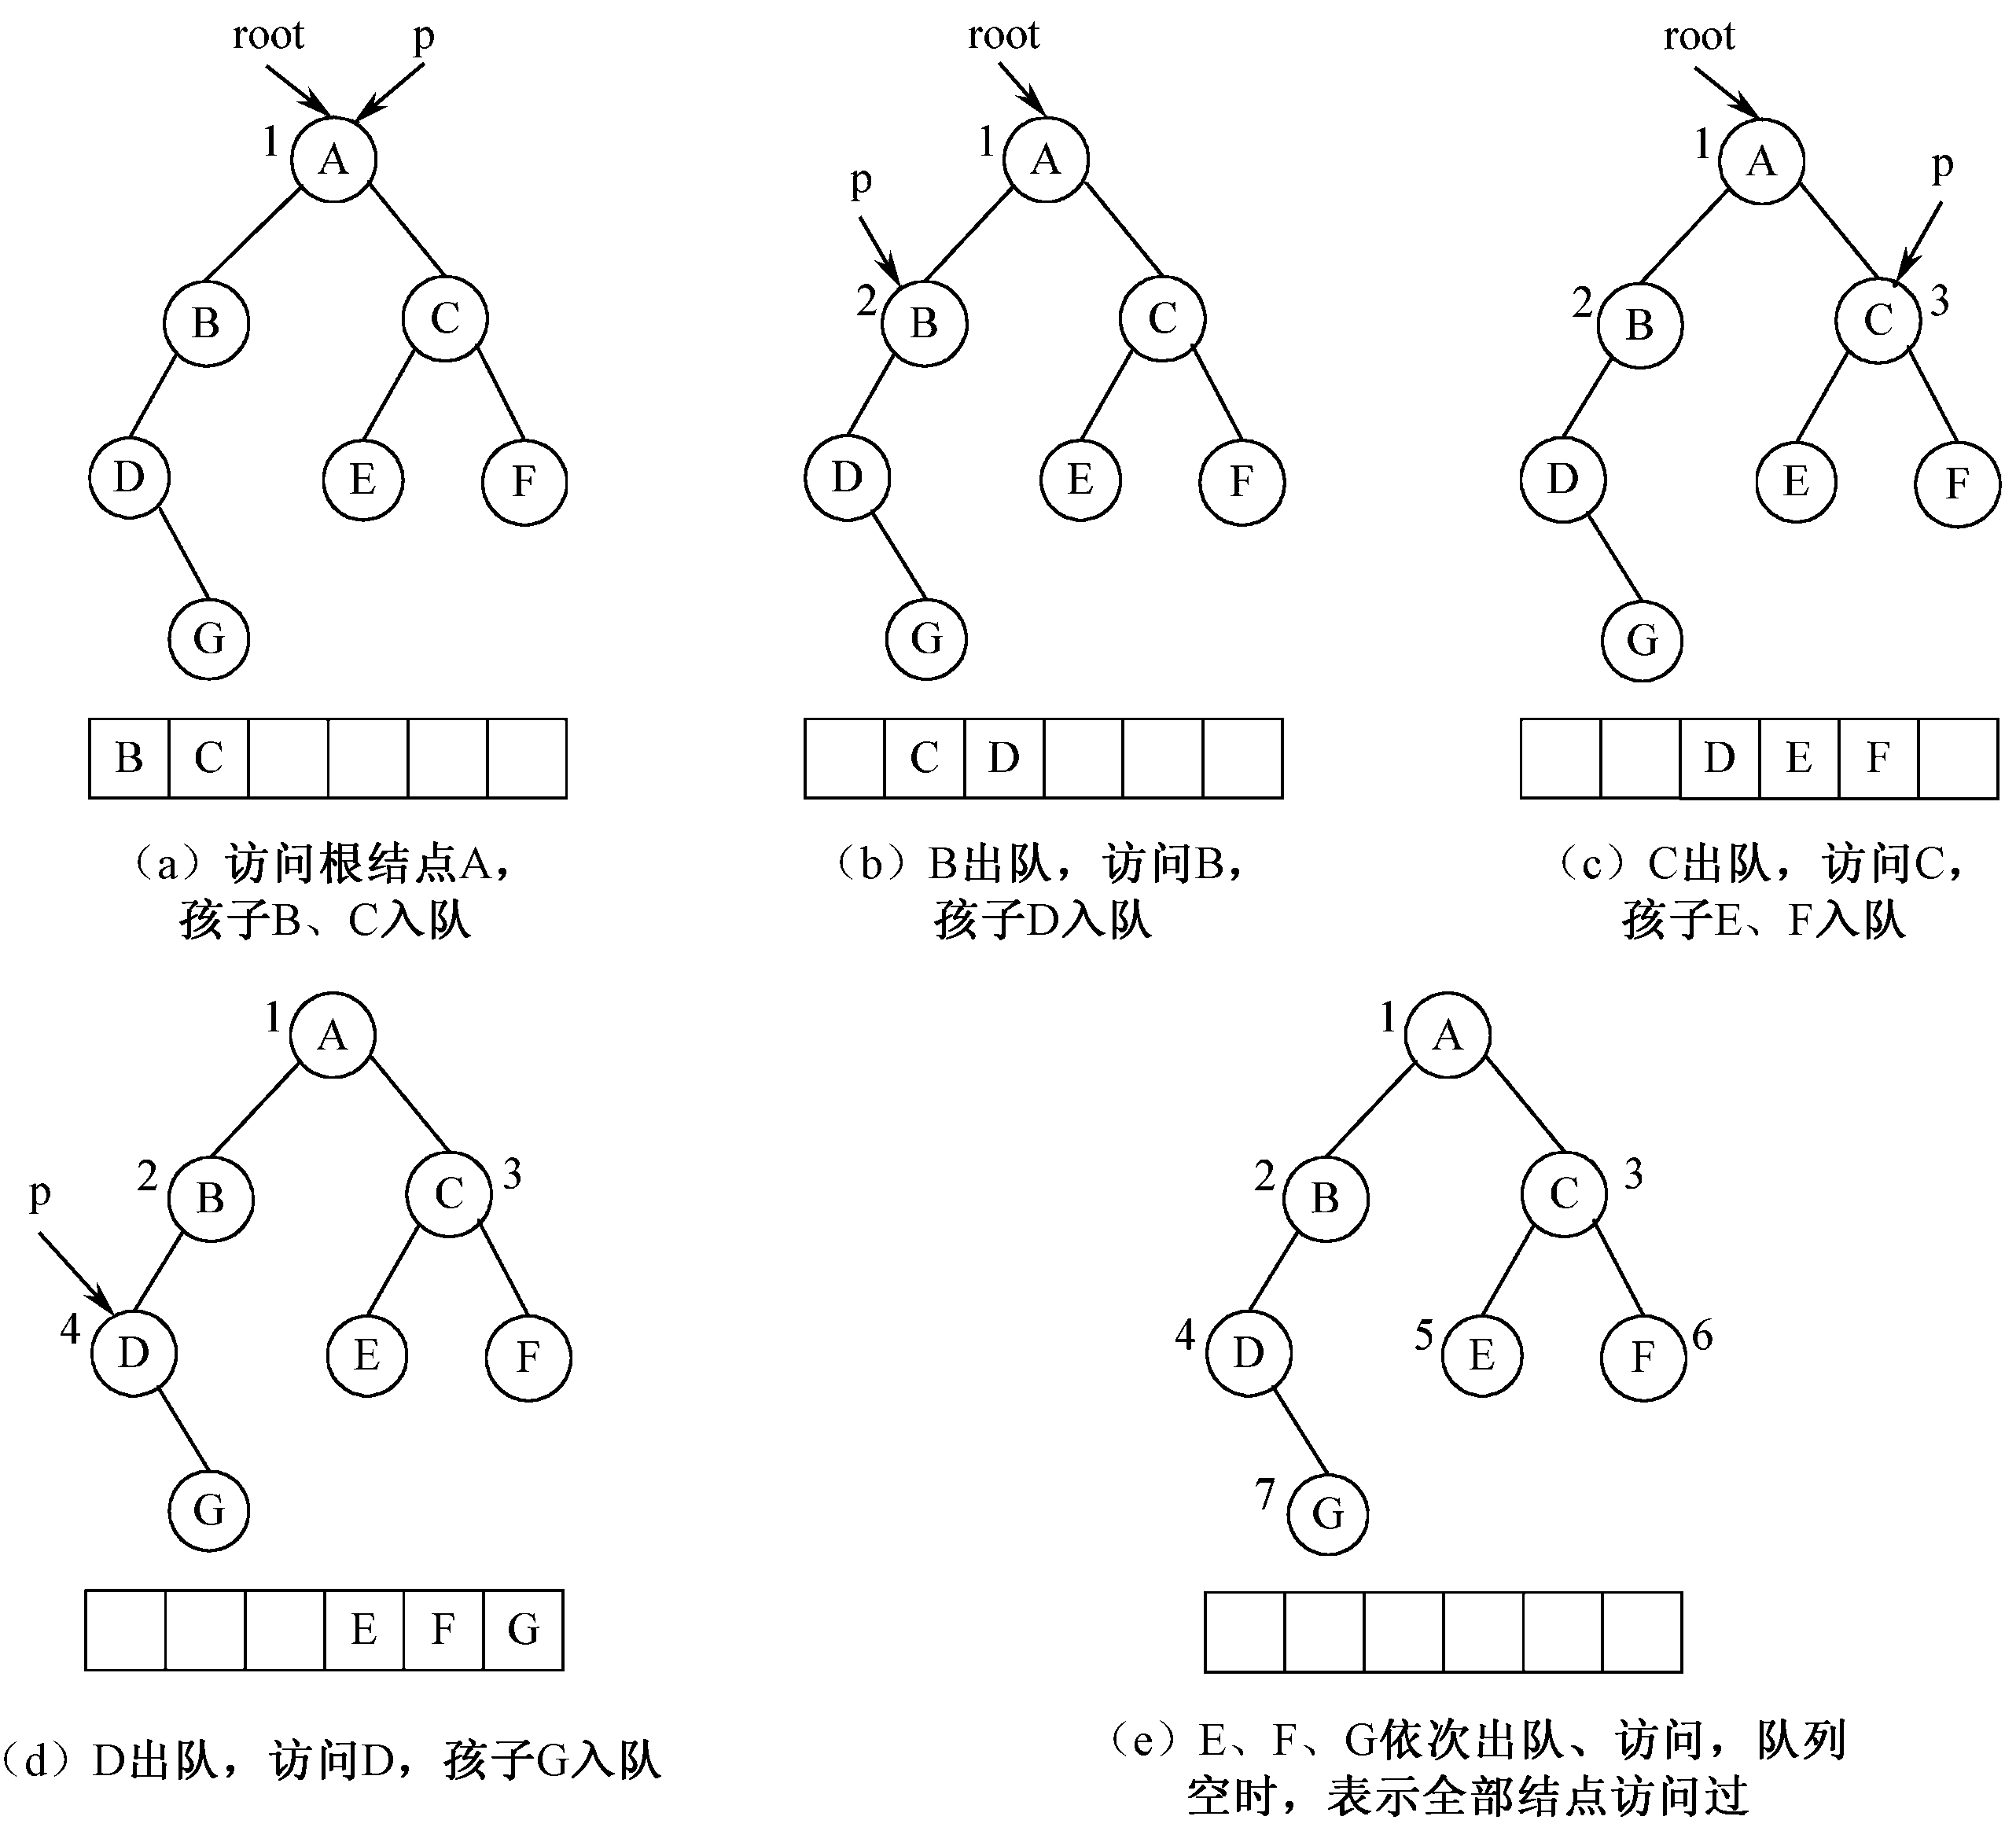 root p
1 A
B C
D E F
G
B C
（a）访问根结点A，
孩子B、C入队
root
1 A
p
2 B C
D E F
G
C D
（b）B出队，访问B，
孩子D入队
root
1 A
p
2 B C 3
D E F
G
D E F
（c）C出队，访问C，
孩子E、F入队
1 A
2 B C 3
p
4 D E F
G
E F G
（d）D出队，访问D，孩子G入队
1 A
2 B C 3
4 D 5 E F 6
7 G
（e）E、F、G依次出队、访问，队列
空时，表示全部结点访问过